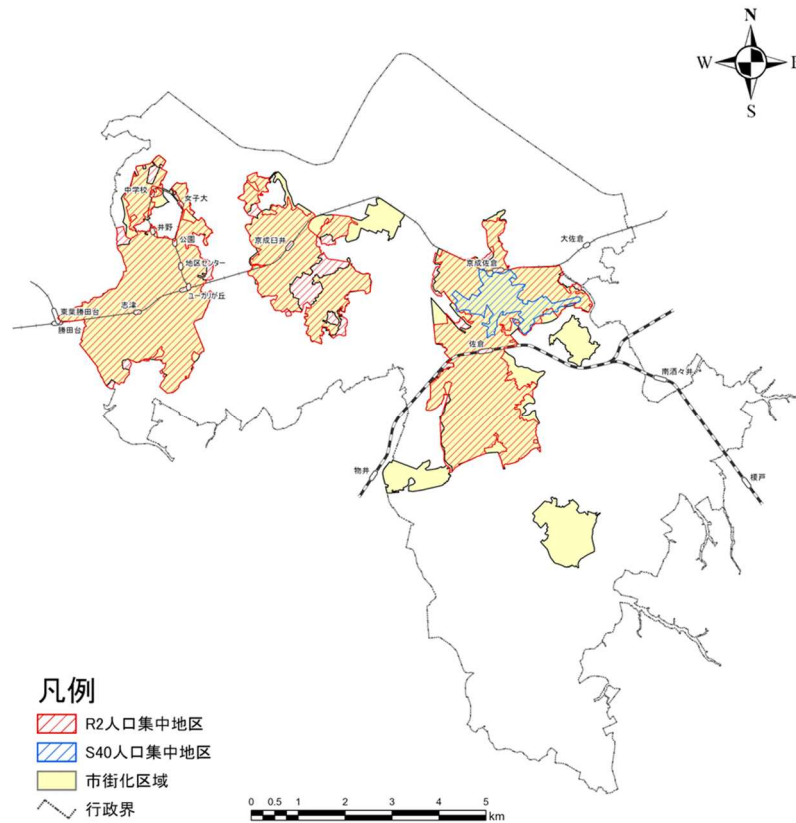 N
W
E
S
中学校
女子大
井野
公園
地区センター
ユーカリが丘
志津
東葉勝田台
勝田台
京成臼井
京成佐倉
大佐倉
佐倉
南酒々井
物井
榎戸
凡例
R2人口集中地区
S40人口集中地区
市街化区域
行政界
0 0.5 1 2 3 4 5
km